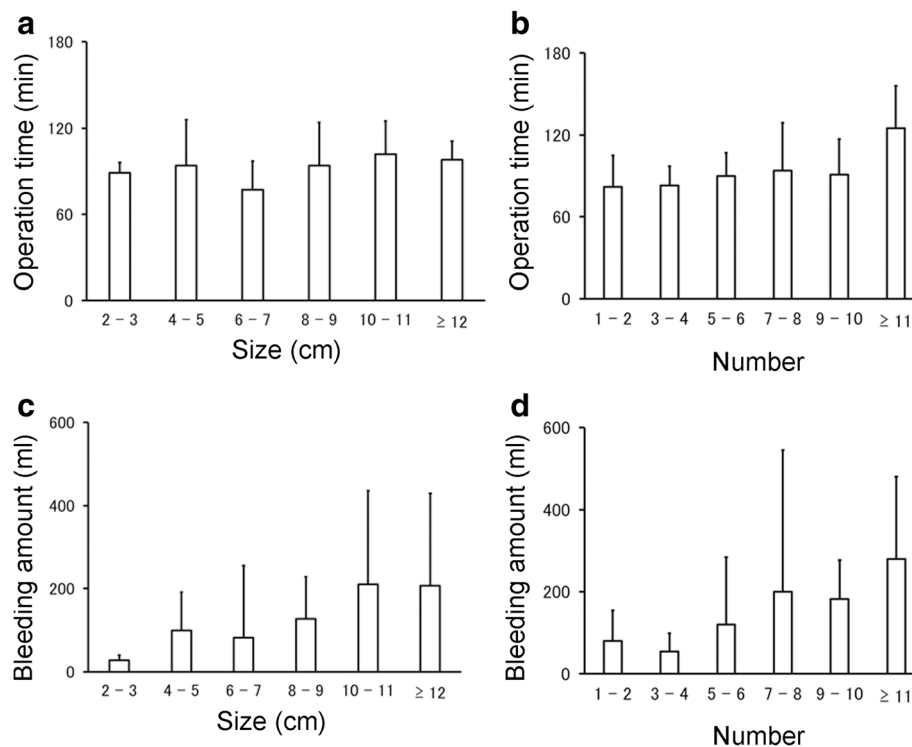 a
Operation time (min)
180
120
60
0
2 - 3 4 - 5 6 - 7 8 - 9 10 - 11 ≥ 12
Size (cm)
b
Operation time (min)
180
120
60
0
1 - 2 3 - 4 5 - 6 7 - 8 9 - 10 ≥ 11
Number
c
Bleeding amount (ml)
600
400
200
0
2 - 3 4 - 5 6 - 7 8 - 9 10 - 11 ≥ 12
Size (cm)
d
Bleeding amount (ml)
600
400
200
0
1 - 2 3 - 4 5 - 6 7 - 8 9 - 10 ≥ 11
Number